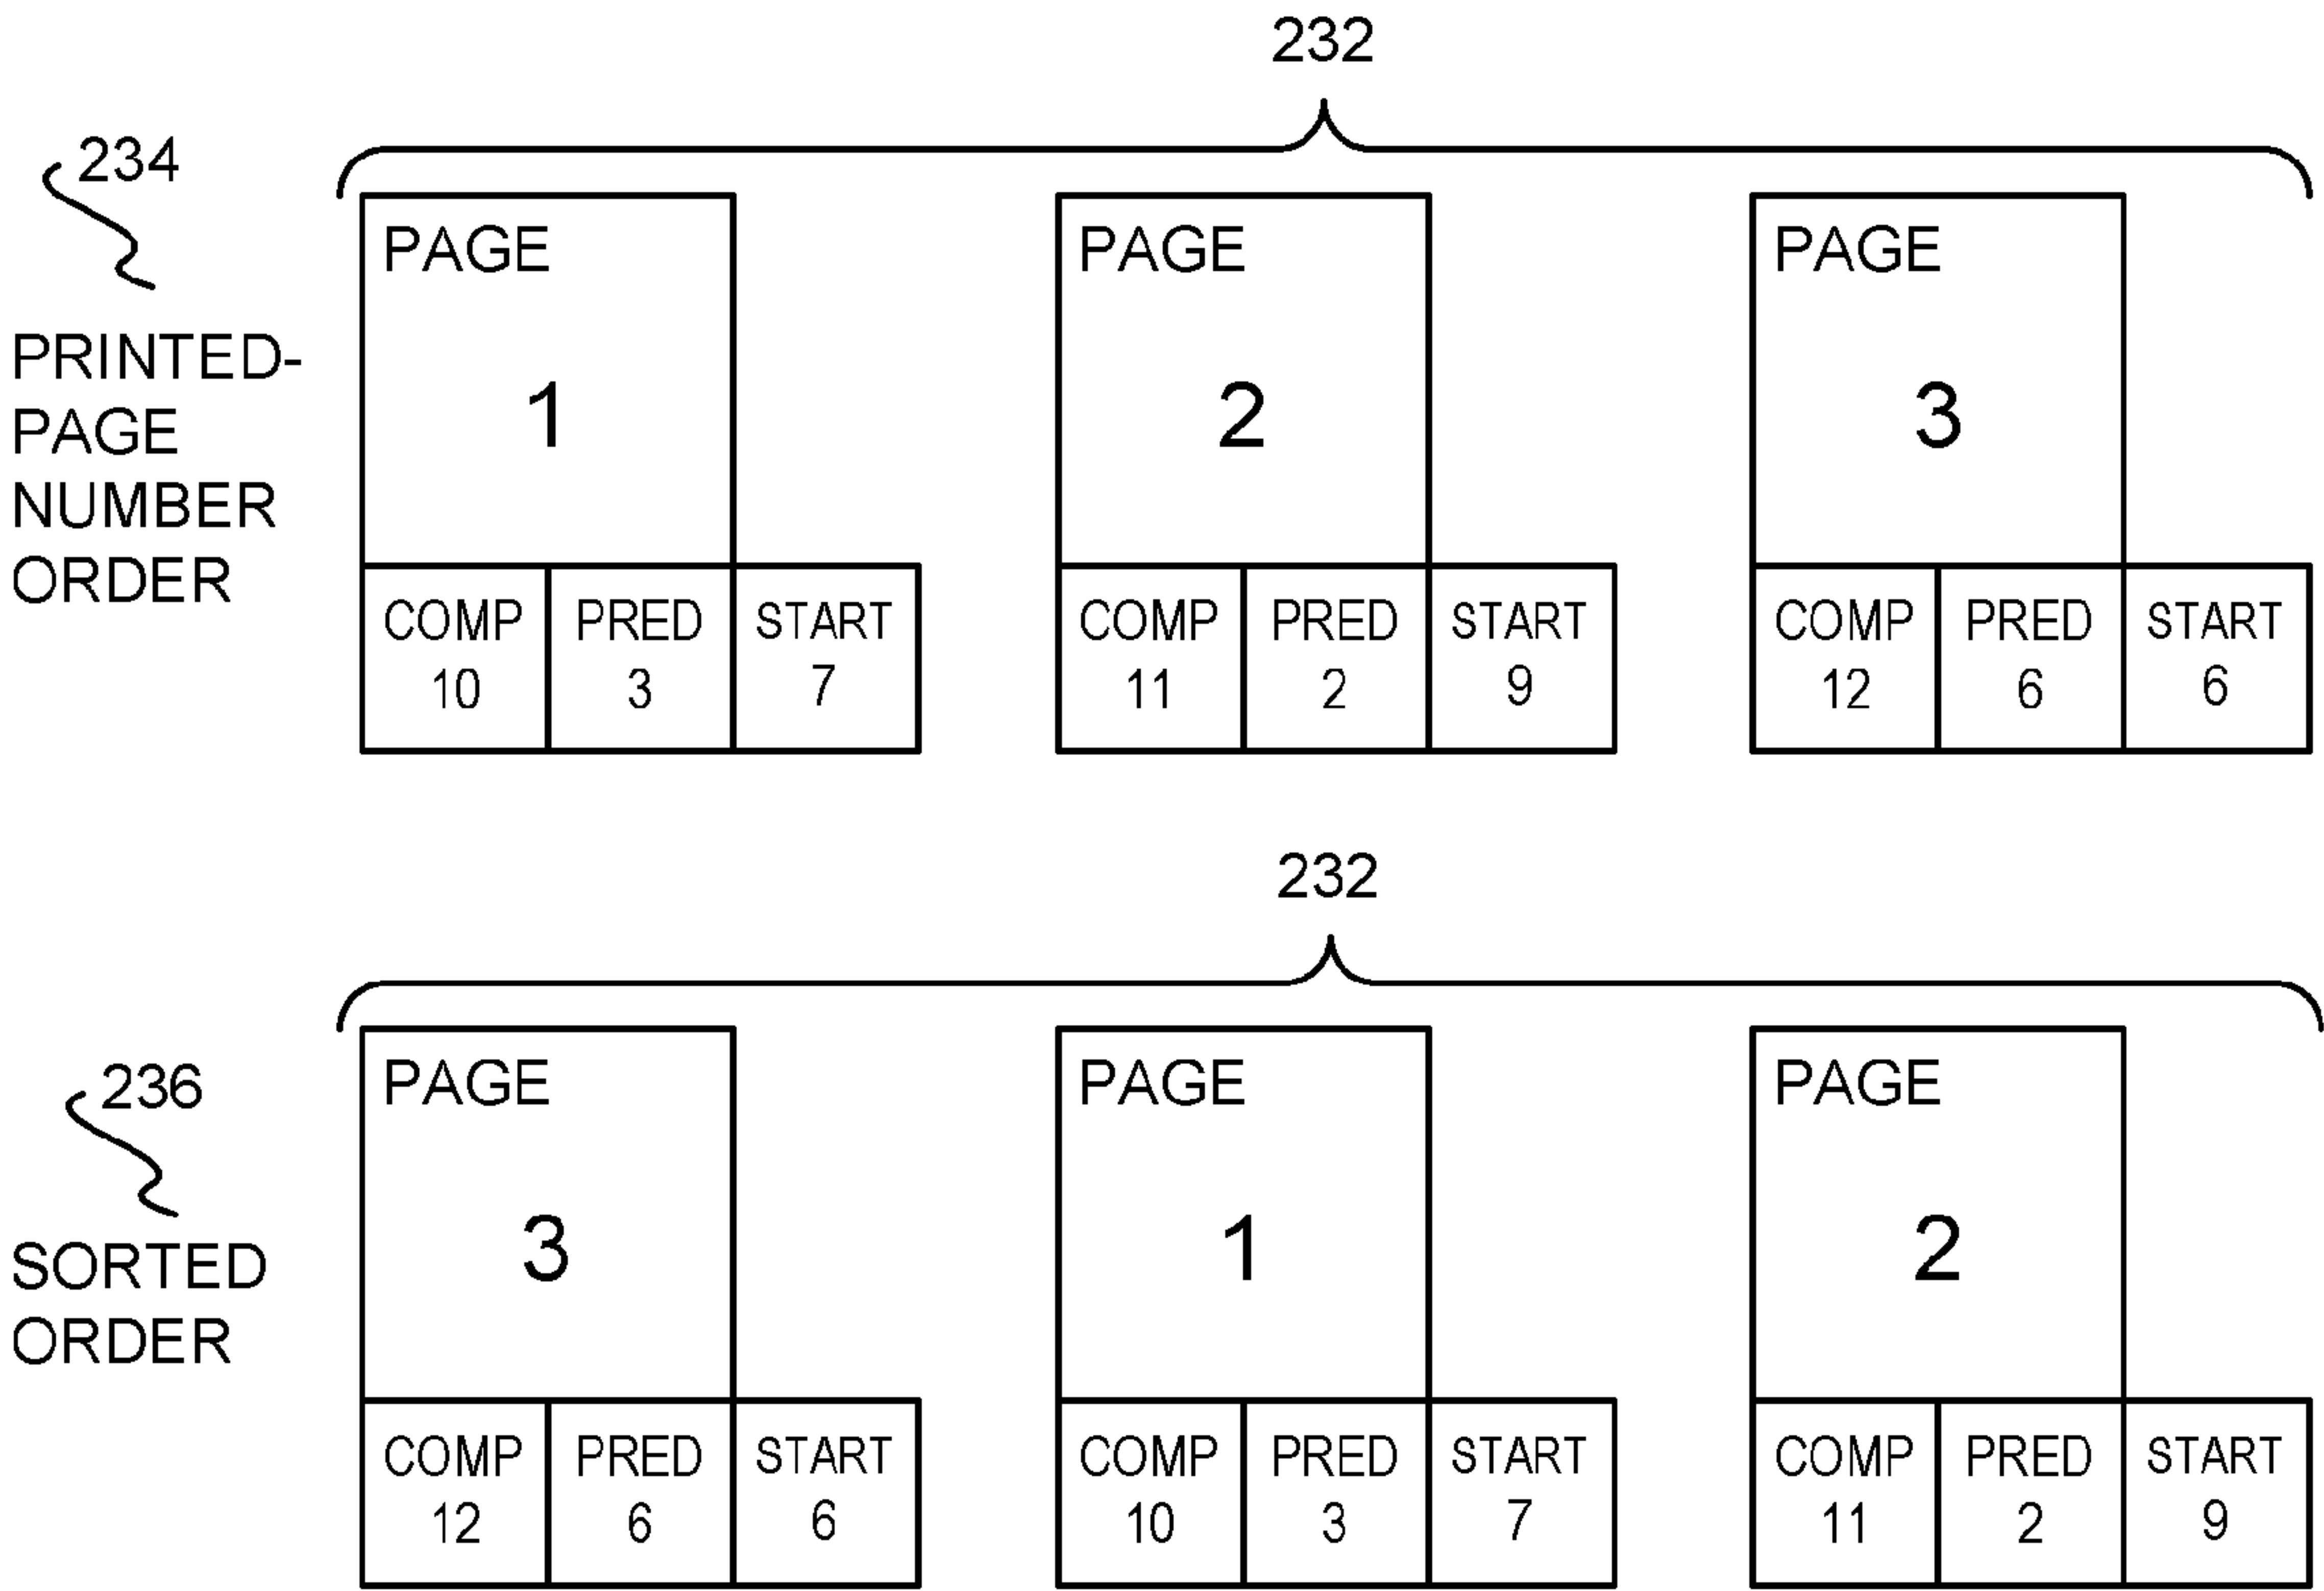 232
234
PRINTED-
PAGE
NUMBER
ORDER
PAGE
1
COMP
10
PRED
3
START
7
PAGE
2
COMP
11
PRED
2
START
9
PAGE
3
COMP
12
PRED
6
START
6
232
236
SORTED
ORDER
PAGE
3
COMP
12
PRED
6
START
6
PAGE
1
COMP
10
PRED
3
START
7
PAGE
2
COMP
11
PRED
2
START
9